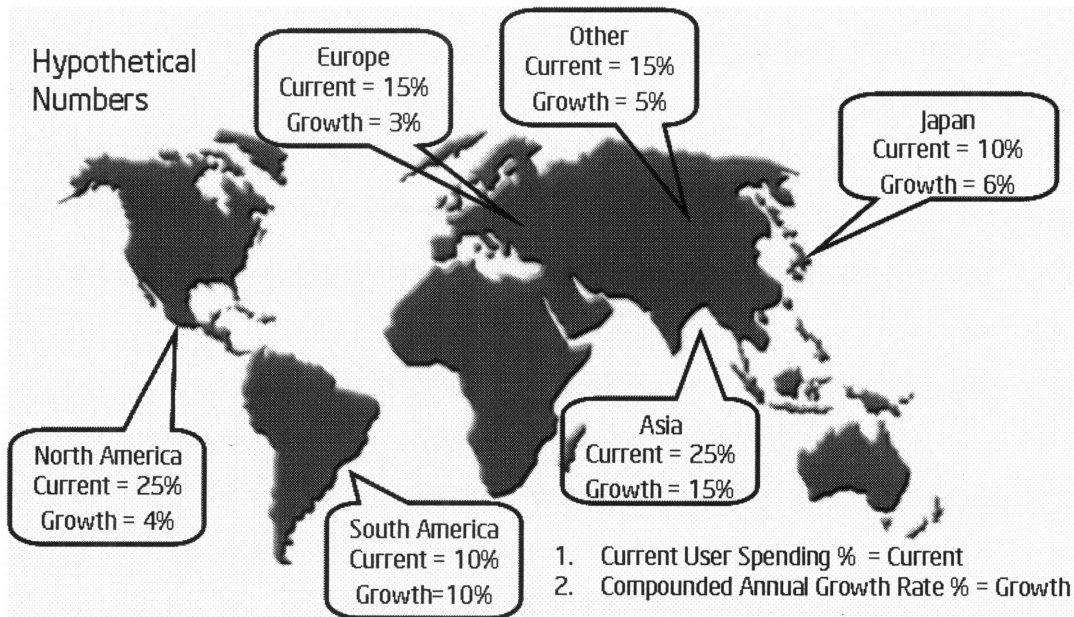 Hypothetical
Numbers
Europe
Current = 15%
Growth = 3%
Other
Current = 15%
Growth = 5%
Japan
Current = 10%
Growth = 6%
North America
Current = 25%
Growth = 4%
South America
Current = 10%
Growth=10%
Asia
Current = 25%
Growth = 15%
1. Current User Spending % = Current
2. Compounded Annual Growth Rate % = Growth